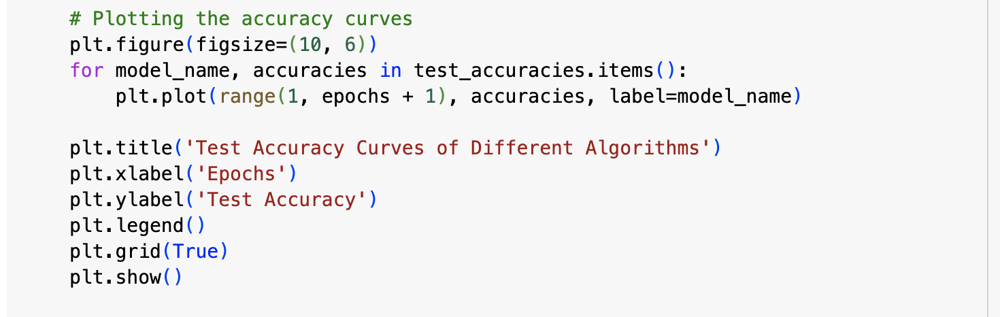 # Plotting the accuracy curves
plt.figure(figsize=(10, 6))
for model_name, accuracies in test_accuracies.items():
    plt.plot(range(1, epochs + 1), accuracies, label=model_name)
plt.title('Test Accuracy Curves of Different Algorithms')
plt.xlabel('Epochs')
plt.ylabel('Test Accuracy')
plt.legend()
plt.grid(True)
plt.show()